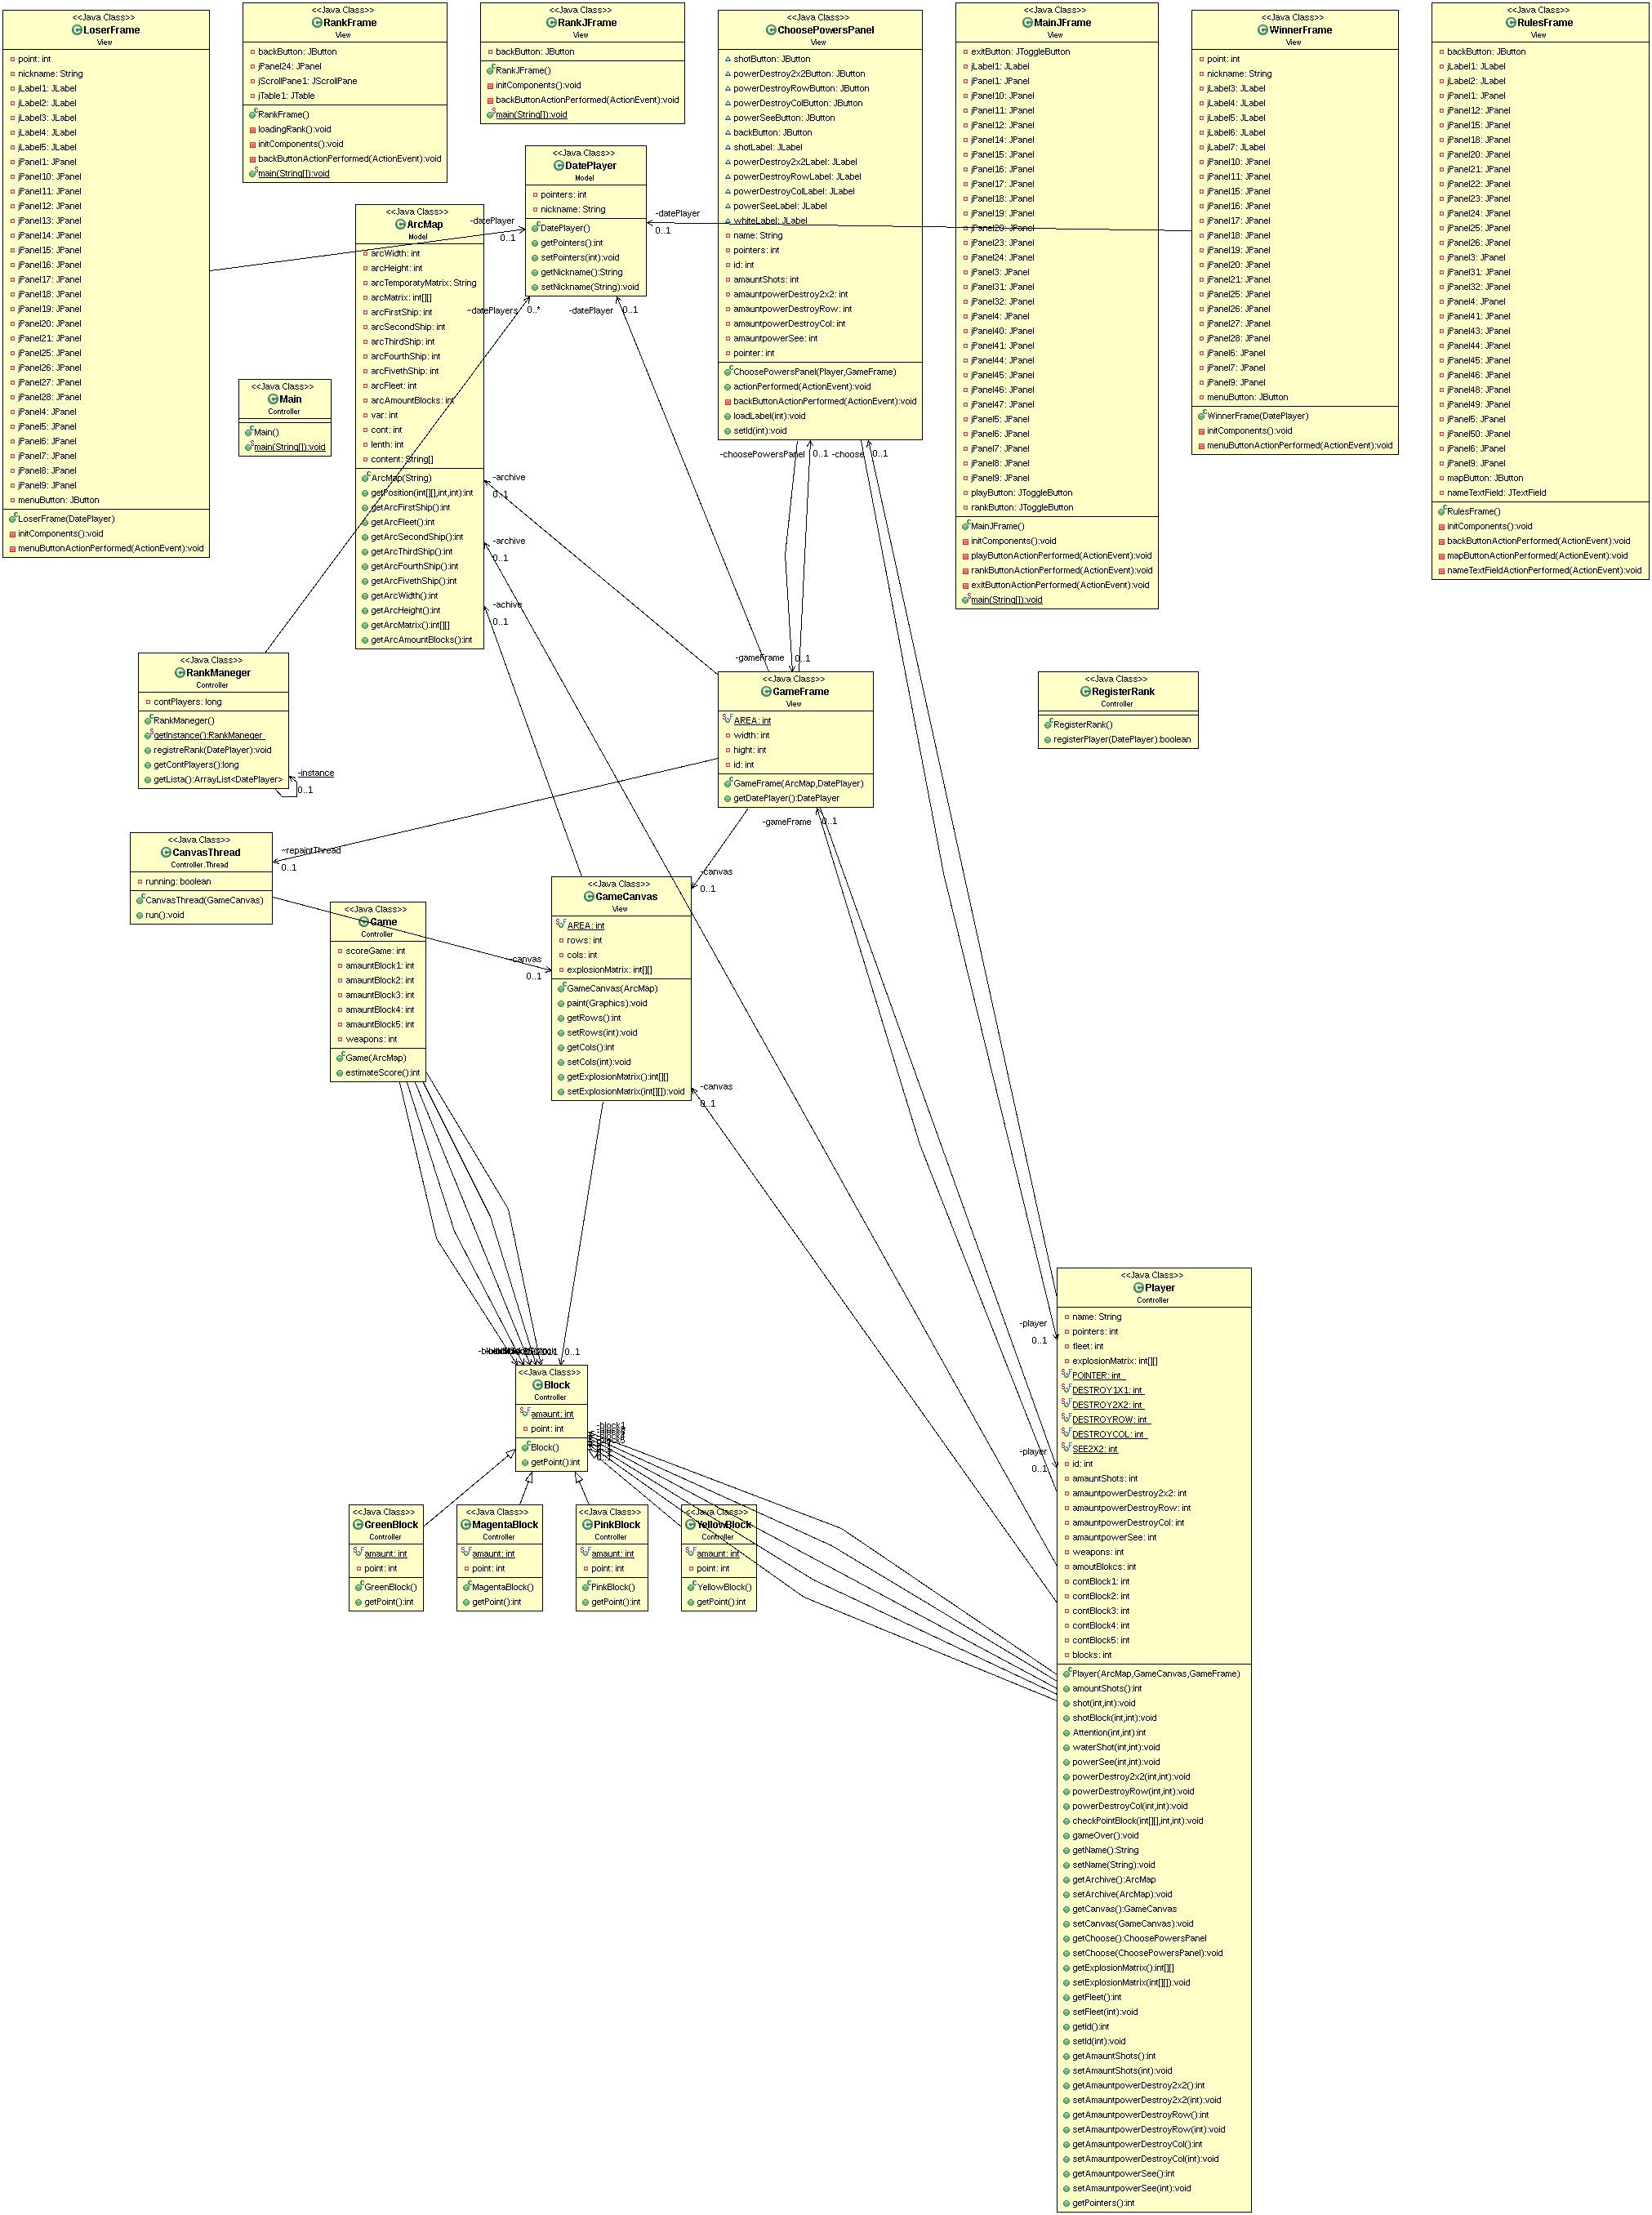 <<Java Class>>
LoserFrame
View
point: int
nickname: String
jLabel1: JLabel
jLabel2: JLabel
jLabel3: JLabel
jLabel4: JLabel
jLabel5: JLabel
jPanel1: JPanel
jPanel10: JPanel
jPanel11: JPanel
jPanel12: JPanel
jPanel13: JPanel
jPanel14: JPanel
jPanel15: JPanel
jPanel16: JPanel
jPanel17: JPanel
jPanel18: JPanel
jPanel19: JPanel
jPanel20: JPanel
jPanel21: JPanel
jPanel25: JPanel
jPanel26: JPanel
jPanel27: JPanel
jPanel28: JPanel
jPanel4: JPanel
jPanel5: JPanel
jPanel6: JPanel
jPanel7: JPanel
jPanel8: JPanel
jPanel9: JPanel
menuButton: JButton
LoserFrame(DatePlayer)
initComponents():void
menuButtonActionPerformed(ActionEvent):void
<<Java Class>>
RankFrame
View
backButton: JButton
jPanel24: JPanel
jScrollPane1: JScrollPane
jTable1: JTable
RankFrame()
loadingRank():void
initComponents():void
backButtonActionPerformed(ActionEvent):void
main(String[]):void
<<Java Class>>
RankJFrame
View
backButton: JButton
RankJFrame()
initComponents():void
backButtonActionPerformed(ActionEvent):void
main(String[]):void
<<Java Class>>
ChoosePowersPanel
View
shotButton: JButton
powerDestroy2x2Button: JButton
powerDestroyRowButton: JButton
powerDestroyColButton: JButton
powerSeeButton: JButton
backButton: JButton
shotLabel: JLabel
powerDestroy2x2Label: JLabel
powerDestroyRowLabel: JLabel
powerDestroyColLabel: JLabel
powerSeeLabel: JLabel
whiteLabel: JLabel
name: String
pointers: int
id: int
amauntShots: int
amauntpowerDestroy2x2: int
amauntpowerDestroyRow: int
amauntpowerDestroyCol: int
amauntpowerSee: int
pointer: int
ChoosePowersPanel(Player,GameFrame)
actionPerformed(ActionEvent):void
backButtonActionPerformed(ActionEvent):void
loadLabel(int):void
setId(int):void
<<Java Class>>
MainJFrame
View
exitButton: JToggleButton
jLabel1: JLabel
jPanel1: JPanel
jPanel10: JPanel
jPanel11: JPanel
jPanel12: JPanel
jPanel14: JPanel
jPanel15: JPanel
jPanel16: JPanel
jPanel17: JPanel
jPanel18: JPanel
jPanel19: JPanel
jPanel20: JPanel
jPanel23: JPanel
jPanel24: JPanel
jPanel3: JPanel
jPanel31: JPanel
jPanel32: JPanel
jPanel4: JPanel
jPanel40: JPanel
jPanel41: JPanel
jPanel44: JPanel
jPanel45: JPanel
jPanel46: JPanel
jPanel47: JPanel
jPanel5: JPanel
jPanel6: JPanel
jPanel7: JPanel
jPanel8: JPanel
jPanel9: JPanel
playButton: JToggleButton
rankButton: JToggleButton
MainJFrame()
initComponents():void
playButtonActionPerformed(ActionEvent):void
rankButtonActionPerformed(ActionEvent):void
exitButtonActionPerformed(ActionEvent):void
main(String[]):void
<<Java Class>>
WinnerFrame
View
point: int
nickname: String
jLabel3: JLabel
jLabel4: JLabel
jLabel5: JLabel
jLabel6: JLabel
jLabel7: JLabel
jPanel10: JPanel
jPanel11: JPanel
jPanel15: JPanel
jPanel16: JPanel
jPanel17: JPanel
jPanel18: JPanel
jPanel19: JPanel
jPanel20: JPanel
jPanel21: JPanel
jPanel25: JPanel
jPanel26: JPanel
jPanel27: JPanel
jPanel28: JPanel
jPanel6: JPanel
jPanel7: JPanel
jPanel9: JPanel
menuButton: JButton
WinnerFrame(DatePlayer)
initComponents():void
menuButtonActionPerformed(ActionEvent):void
<<Java Class>>
RulesFrame
View
backButton: JButton
jLabel1: JLabel
jLabel2: JLabel
jPanel1: JPanel
jPanel12: JPanel
jPanel15: JPanel
jPanel18: JPanel
jPanel20: JPanel
jPanel21: JPanel
jPanel22: JPanel
jPanel23: JPanel
jPanel24: JPanel
jPanel25: JPanel
jPanel26: JPanel
jPanel3: JPanel
jPanel31: JPanel
jPanel32: JPanel
jPanel4: JPanel
jPanel41: JPanel
jPanel43: JPanel
jPanel44: JPanel
jPanel45: JPanel
jPanel46: JPanel
jPanel48: JPanel
jPanel49: JPanel
jPanel5: JPanel
jPanel50: JPanel
jPanel6: JPanel
jPanel9: JPanel
mapButton: JButton
nameTextField: JTextField
RulesFrame()
initComponents():void
backButtonActionPerformed(ActionEvent):void
mapButtonActionPerformed(ActionEvent):void
nameTextFieldActionPerformed(ActionEvent):void
<<Java Class>>
DatePlayer
Model
pointers: int
nickname: String
DatePlayer()
getPointers():int
setPointers(int):void
getNickname():String
setNickname(String):void
-datePlayer
0..1
-datePlayer
0..1
~datePlayers 0..*
-datePlayer 0..1
<<Java Class>>
ArcMap
Model
arcWidth: int
arcHeight: int
arcTemporatyMatrix: String
arcMatrix: int[][]
arcFirstShip: int
arcSecondShip: int
arcThirdShip: int
arcFourthShip: int
arcFivethShip: int
arcFleet: int
arcAmountBlocks: int
var: int
cont: int
lenth: int
content: String[]
ArcMap(String)
getPosition(int[][],int,int):int
getArcFirstShip():int
getArcFleet():int
getArcSecondShip():int
getArcThirdShip():int
getArcFourthShip():int
getArcFivethShip():int
getArcWidth():int
getArcHeight():int
getArcMatrix():int[][]
getArcAmountBlocks():int
-archive
0..1
-archive
0..1
-achive
0..1
<<Java Class>>
Main
Controller
Main()
main(String[]):void
-choosePowersPanel 0..1
-choose 0..1
<<Java Class>>
RankManeger
Controller
contPlayers: long
RankManeger()
getInstance():RankManeger
registreRank(DatePlayer):void
getContPlayers():long
getLista():ArrayList<DatePlayer>
-instance
0..1
-gameFrame 0..1
<<Java Class>>
GameFrame
View
AREA: int
width: int
hight: int
id: int
GameFrame(ArcMap,DatePlayer)
getDatePlayer():DatePlayer
-gameFrame 0..1
<<Java Class>>
RegisterRank
Controller
RegisterRank()
registerPlayer(DatePlayer):boolean
<<Java Class>>
CanvasThread
Controller.Thread
running: boolean
CanvasThread(GameCanvas)
run():void
~repaintThread
0..1
<<Java Class>>
Game
Controller
scoreGame: int
amauntBlock1: int
amauntBlock2: int
amauntBlock3: int
amauntBlock4: int
amauntBlock5: int
weapons: int
Game(ArcMap)
estimateScore():int
<<Java Class>>
GameCanvas
View
AREA: int
rows: int
cols: int
explosionMatrix: int[][]
GameCanvas(ArcMap)
paint(Graphics):void
getRows():int
setRows(int):void
getCols():int
setCols(int):void
getExplosionMatrix():int[][]
setExplosionMatrix(int[][]):void
-canvas
0..1
-canvas
0..1
-canvas
0..1
0..1
<<Java Class>>
Block
Controller
amaunt: int
point: int
Block()
getPoint():int
-block1
<<Java Class>>
GreenBlock
Controller
amaunt: int
point: int
GreenBlock()
getPoint():int
<<Java Class>>
MagentaBlock
Controller
amaunt: int
point: int
MagentaBlock()
getPoint():int
<<Java Class>>
PinkBlock
Controller
amaunt: int
point: int
PinkBlock()
getPoint():int
<<Java Class>>
YellowBlock
Controller
amaunt: int
point: int
YellowBlock()
getPoint():int
-player
0..1
-player
0..1
<<Java Class>>
Player
Controller
name: String
pointers: int
fleet: int
explosionMatrix: int[][]
POINTER: int
DESTROY1X1: int
DESTROY2X2: int
DESTROYROW: int
DESTROYCOL: int
SEE2X2: int
id: int
amauntShots: int
amauntpowerDestroy2x2: int
amauntpowerDestroyRow: int
amauntpowerDestroyCol: int
amauntpowerSee: int
weapons: int
amoutBlokcs: int
contBlock1: int
contBlock2: int
contBlock3: int
contBlock4: int
contBlock5: int
blocks: int
Player(ArcMap,GameCanvas,GameFrame)
amountShots():int
shot(int,int):void
shotBlock(int,int):void
Attention(int,int):int
waterShot(int,int):void
powerSee(int,int):void
powerDestroy2x2(int,int):void
powerDestroyRow(int,int):void
powerDestroyCol(int,int):void
checkPointBlock(int[][],int,int):void
gameOver():void
getName():String
setName(String):void
getArchive():ArcMap
setArchive(ArcMap):void
getCanvas():GameCanvas
setCanvas(GameCanvas):void
getChoose():ChoosePowersPanel
setChoose(ChoosePowersPanel):void
getExplosionMatrix():int[][]
setExplosionMatrix(int[][]):void
getFleet():int
setFleet(int):void
getId():int
setId(int):void
getAmauntShots():int
setAmauntShots(int):void
getAmauntpowerDestroy2x2():int
setAmauntpowerDestroy2x2(int):void
getAmauntpowerDestroyRow():int
setAmauntpowerDestroyRow(int):void
getAmauntpowerDestroyCol():int
setAmauntpowerDestroyCol(int):void
getAmauntpowerSee():int
setAmauntpowerSee(int):void
getPointers():int